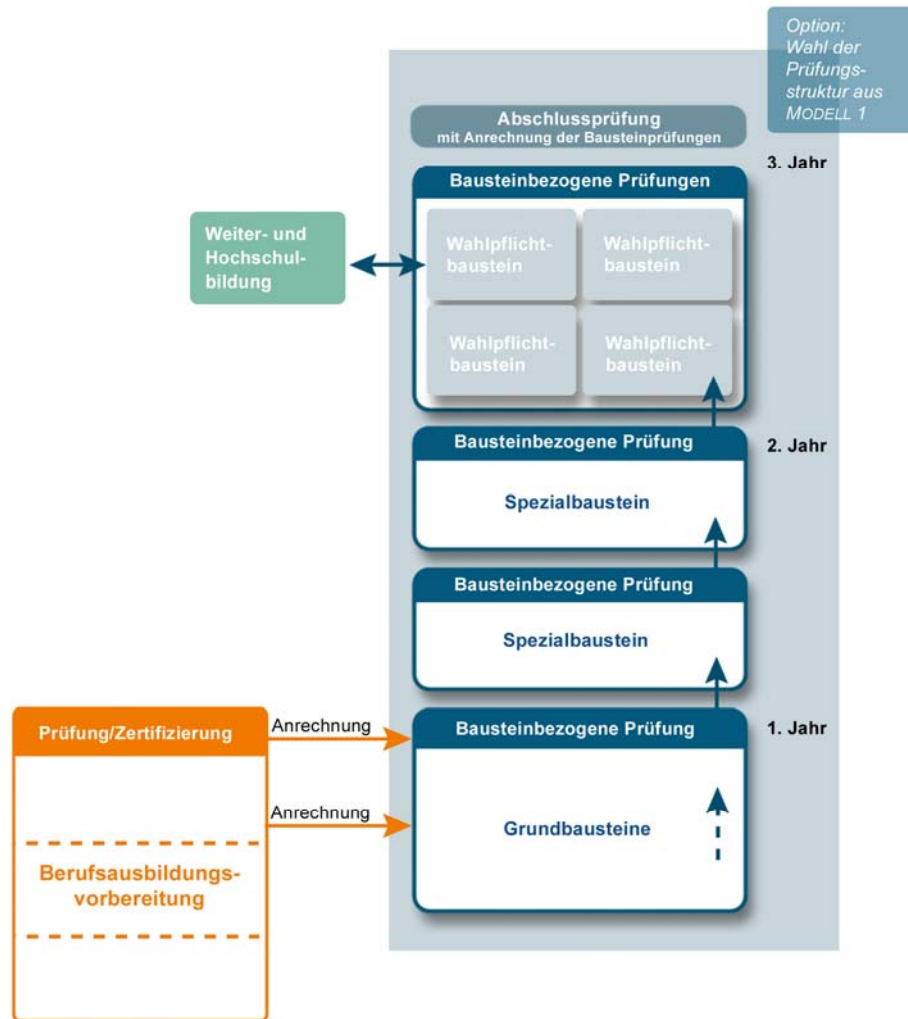 Option:
Wahl der
Prüfungs-
struktur aus
MODELL 1
Abschlussprüfung
mit Anrechnung der Bausteinprüfungen
3. Jahr
Bausteinbezogene Prüfungen
Weiter- und
Hochschul-
bildung
Wahlpflicht-
baustein
Wahlpflicht-
baustein
Wahlpflicht-
baustein
Wahlpflicht-
baustein
Bausteinbezogene Prüfung
2. Jahr
Spezialbaustein
Bausteinbezogene Prüfung
Spezialbaustein
Prüfung/Zertifizierung
Anrechnung
Bausteinbezogene Prüfung
1. Jahr
Anrechnung
Grundbausteine
Berufsausbildungs-
vorbereitung